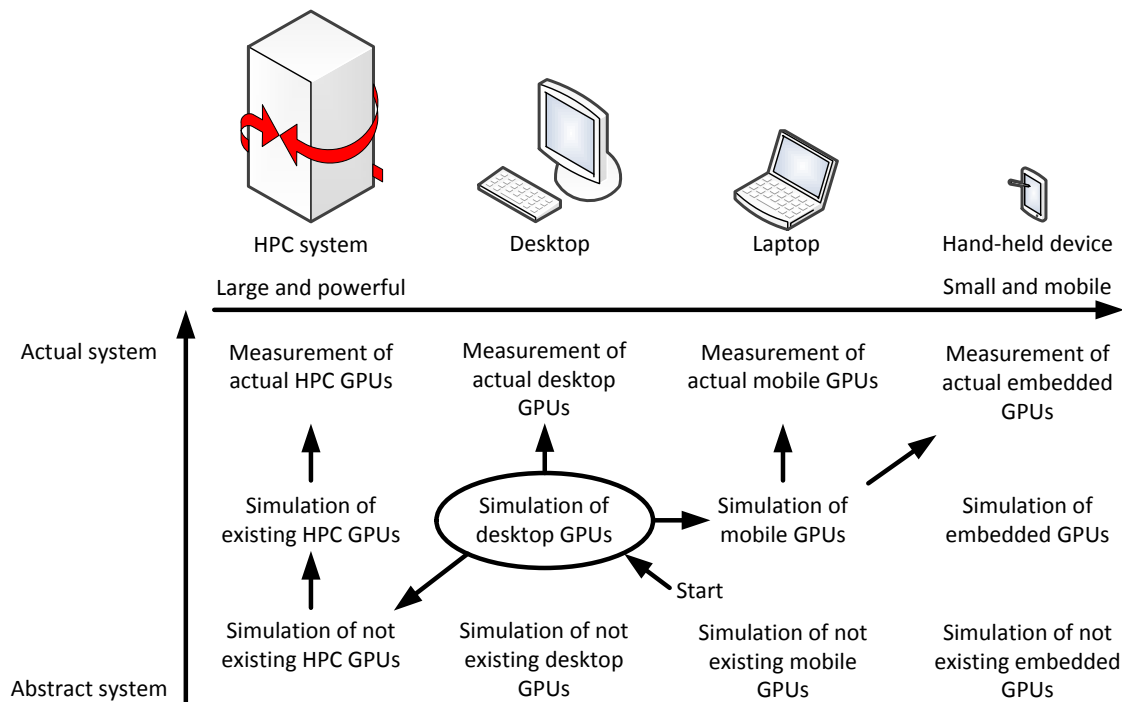 HPC system
Desktop
Laptop
Hand-held device
Large and powerful
Small and mobile
Actual system
Measurement of
actual HPC GPUs
Measurement of
actual desktop
GPUs
Measurement of
actual mobile GPUs
Measurement of
actual embedded
GPUs
Simulation of
existing HPC GPUs
Simulation of
desktop GPUs
Simulation of
mobile GPUs
Simulation of
embedded GPUs
Start
Simulation of not
existing HPC GPUs
Simulation of not
existing desktop
GPUs
Simulation of not
existing mobile
GPUs
Simulation of not
existing embedded
GPUs
Abstract system